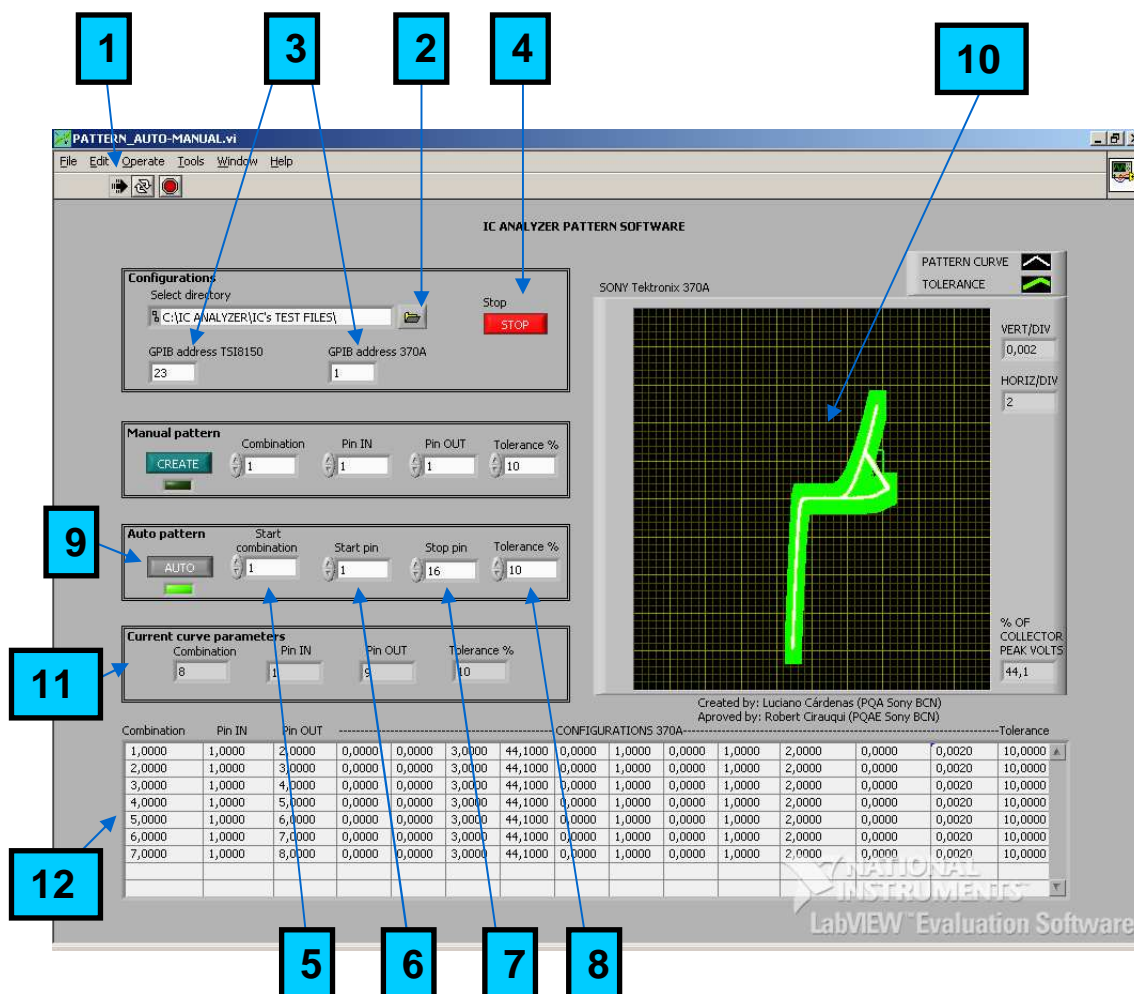 1
3
2
4
10
PATTERN_AUTO-MANUAL.vi
File Edit Operate Tools Window Help
IC ANALYZER PATTERN SOFTWARE
Configurations
Select directory
C:\IC ANALYZER\IC's TEST FILES\
Stop
STOP
GPIB address TSI8150
GPIB address 370A
23
1
SONY Tektronix 370A
PATTERN CURVE
TOLERANCE
VERT/DIV
0,002
HORIZ/DIV
2
Manual pattern
Combination Pin IN Pin OUT Tolerance %
CREATE 1 1 1 10
9
Auto pattern
Start combination Start pin Stop pin Tolerance %
AUTO 1 1 16 10
11
Current curve parameters
Combination Pin IN Pin OUT Tolerance %
8 1 9 10
% OF
COLLECTOR
PEAK VOLTS
44,1
Created by: Luciano Cárdenas (PQA Sony BCN)
Aproved by: Robert Cirauqui (PQAE Sony BCN)
Combination Pin IN Pin OUT ---CONFIGURATIONS 370A--- Tolerance
1,0000 1,0000 2,0000 0,0000 0,0000 3,0000 44,1000 0,0000 1,0000 0,0000 1,0000 2,0000 0,0000 0,0020 10,0000
2,0000 1,0000 3,0000 0,0000 0,0000 3,0000 44,1000 0,0000 1,0000 0,0000 1,0000 2,0000 0,0000 0,0020 10,0000
3,0000 1,0000 4,0000 0,0000 0,0000 3,0000 44,1000 0,0000 1,0000 0,0000 1,0000 2,0000 0,0000 0,0020 10,0000
4,0000 1,0000 5,0000 0,0000 0,0000 3,0000 44,1000 0,0000 1,0000 0,0000 1,0000 2,0000 0,0000 0,0020 10,0000
5,0000 1,0000 6,0000 0,0000 0,0000 3,0000 44,1000 0,0000 1,0000 0,0000 1,0000 2,0000 0,0000 0,0020 10,0000
6,0000 1,0000 7,0000 0,0000 0,0000 3,0000 44,1000 0,0000 1,0000 0,0000 1,0000 2,0000 0,0000 0,0020 10,0000
7,0000 1,0000 8,0000 0,0000 0,0000 3,0000 44,1000 0,0000 1,0000 0,0000 1,0000 2,0000 0,0000 0,0020 10,0000
12
NATIONAL
INSTRUMENTS™
LabVIEW™ Evaluation Software
5
6
7
8